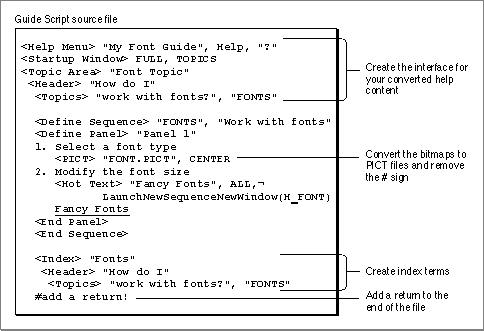 Guide Script source file
<Help Menu> "My Font Guide", Help, "?"
<Startup Window> FULL, TOPICS
<Topic Area> "Font Topic"
<Header> "How do I"
<Topics> "work with fonts?", "FONTS"
Create the interface for
your converted help
content
<Define Sequence> "FONTS", "Work with fonts"
<Define Panel> "Panel 1"
1. Select a font type
<PICT> "FONT.PICT", CENTER
2. Modify the font size
<Hot Text> "Fancy Fonts", ALL,¬
LaunchNewSequenceNewWindow(H_FONT)
Fancy Fonts
<End Panel>
<End Sequence>
Convert the bitmaps to
PICT files and remove
the # sign
<Index> "Fonts"
<Header> "How do I"
<Topics> "work with fonts?", "FONTS"
#add a return!
Create index terms
Add a return to the
end of the file